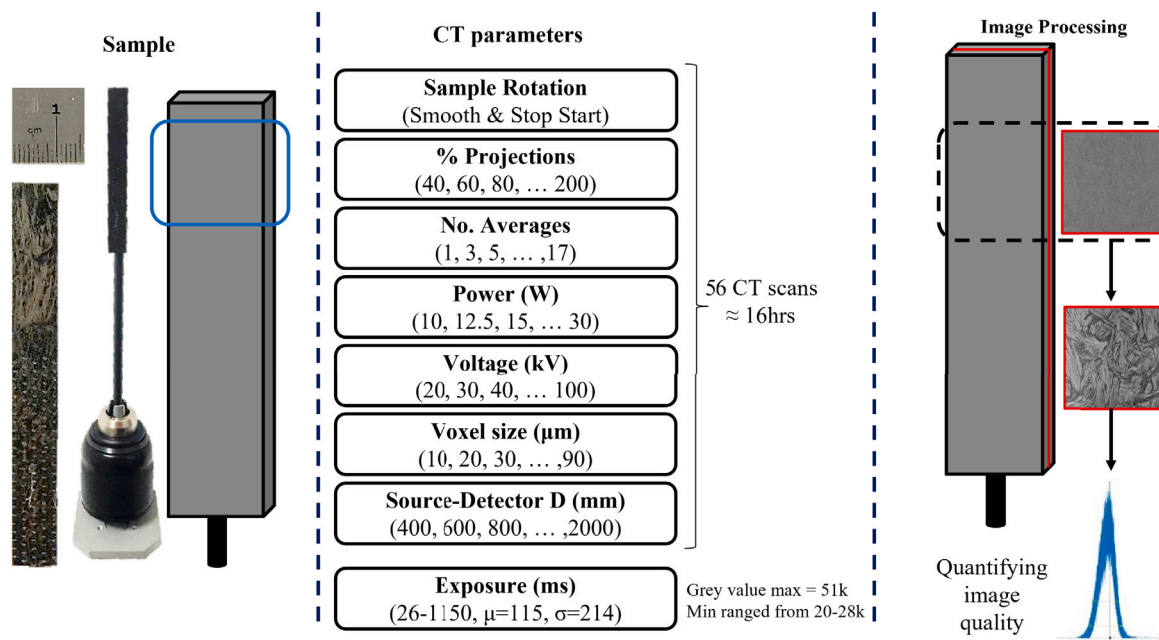 Sample
1
cm
CT parameters
Sample Rotation
(Smooth & Stop Start)
% Projections
(40, 60, 80, … 200)
No. Averages
(1, 3, 5, … ,17)
Power (W)
(10, 12.5, 15, … 30)
Voltage (kV)
(20, 30, 40, … 100)
Voxel size (μm)
(10, 20, 30, … ,90)
Source-Detector D (mm)
(400, 600, 800, … ,2000)
56 CT scans
≈ 16hrs
Exposure (ms)
(26-1150, μ=115, σ=214)
Grey value max = 51k
Min ranged from 20-28k
Image Processing
Quantifying
image
quality